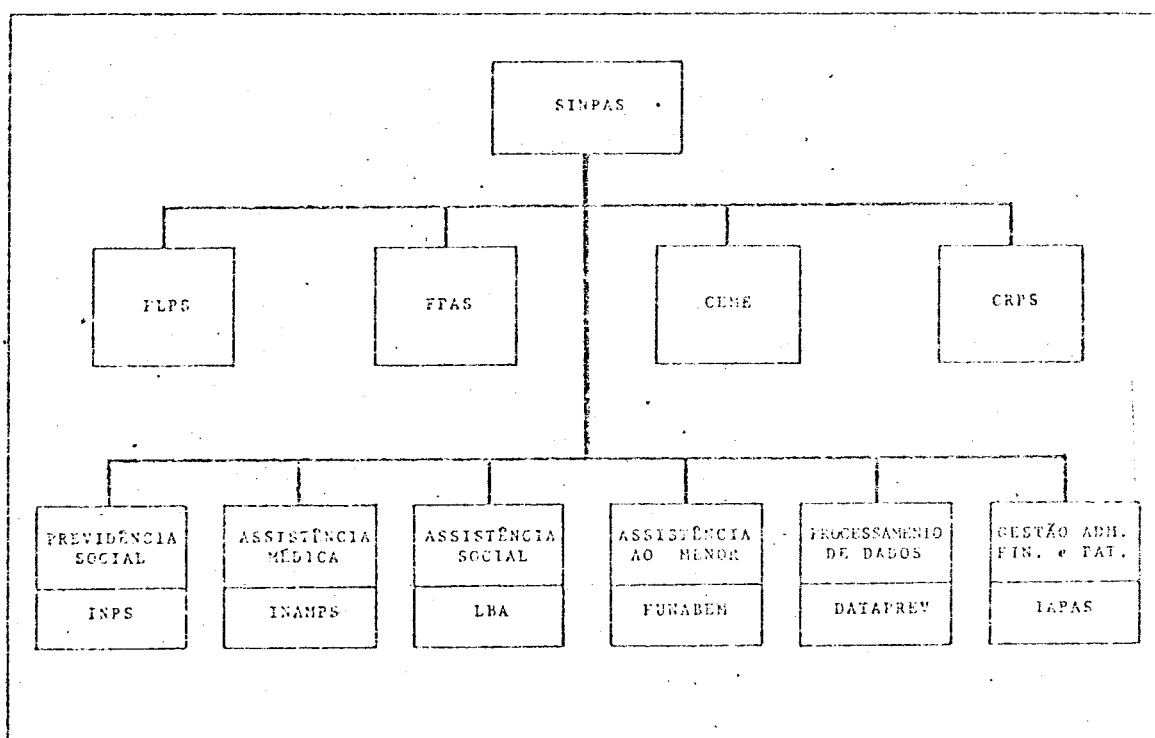 SINPAS
FLPS
FPAS
CEME
CRPS
PREVIDÊNCIA
SOCIAL
INPS
ASSISTÊNCIA
MÉDICA
INAMPS
ASSISTÊNCIA
SOCIAL
LBA
ASSISTÊNCIA
AO MENOR
FUNABEM
PROCESSAMENTO
DE DADOS
DATAPREV
GESTÃO ADM.
FIN. e PAT.
IAPAS